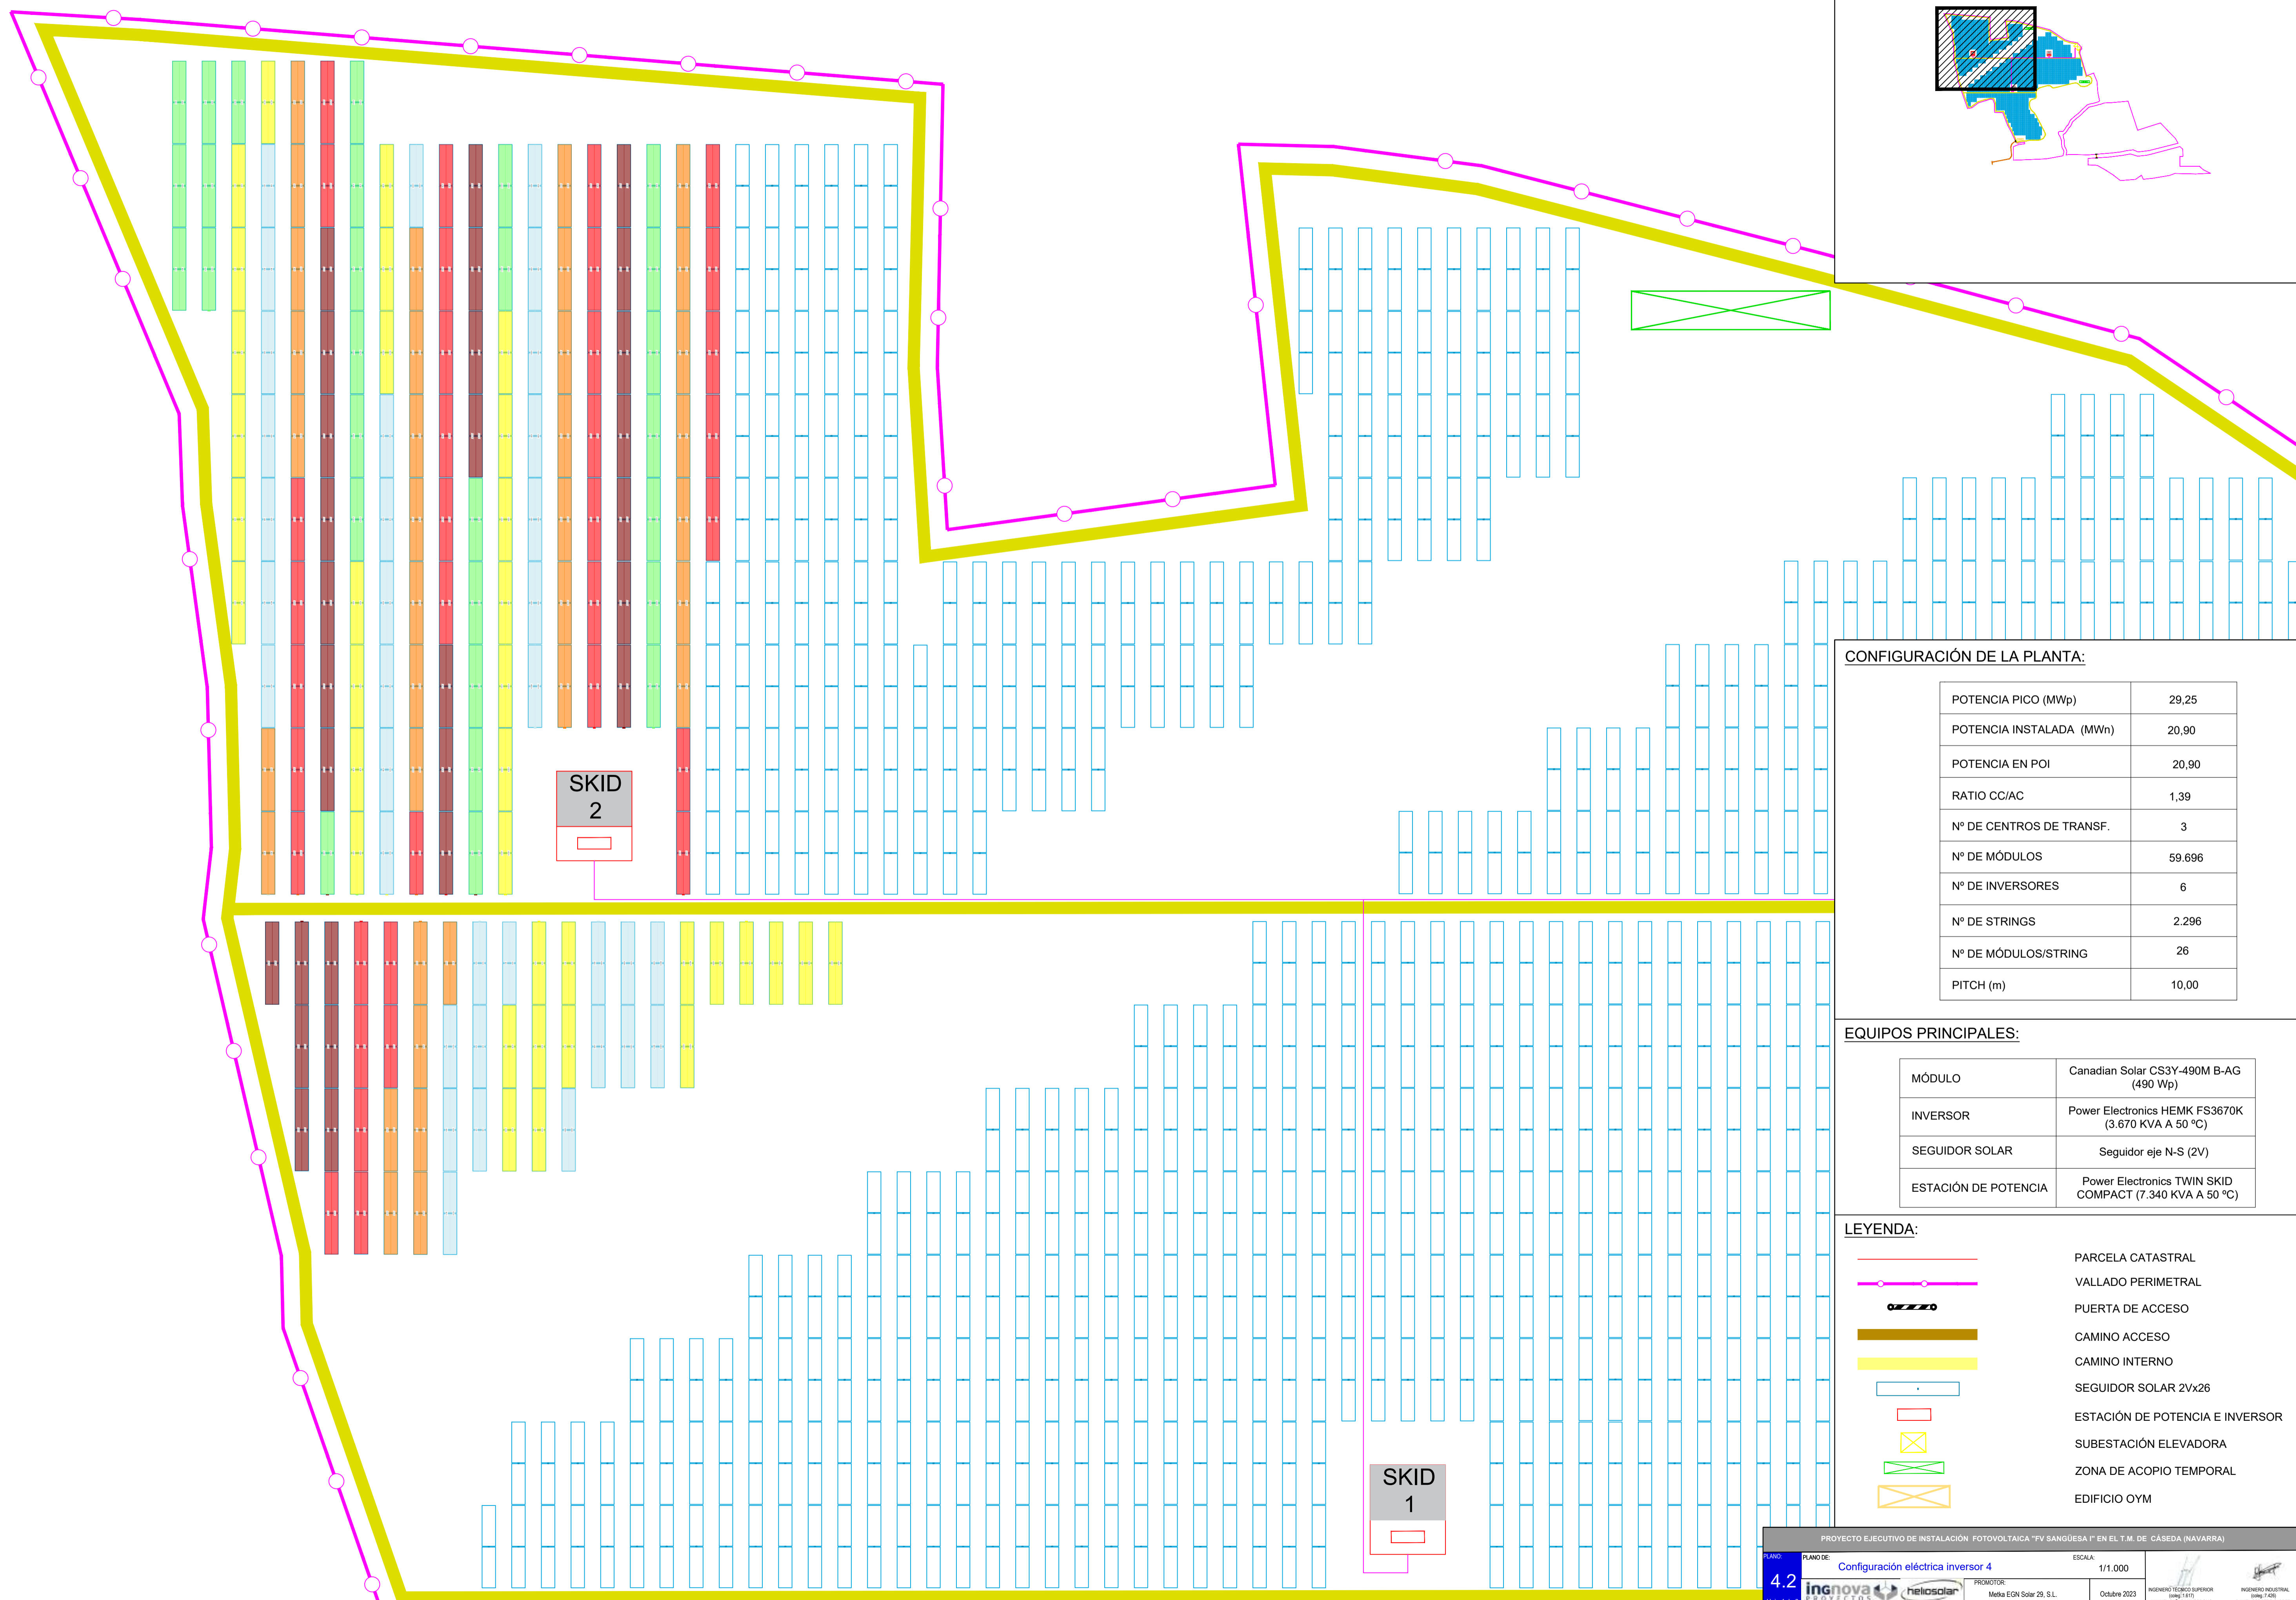 SKID
2
SKID
1
CONFIGURACIÓN DE LA PLANTA:
POTENCIA PICO (MWp) 29,25
POTENCIA INSTALADA (MWn) 20,90
POTENCIA EN POI 20,90
RATIO CC/AC 1,39
Nº DE CENTROS DE TRANSF. 3
Nº DE MÓDULOS 59.696
Nº DE INVERSORES 6
Nº DE STRINGS 2.296
Nº DE MÓDULOS/STRING 26
PITCH (m) 10,00
EQUIPOS PRINCIPALES:
MÓDULO Canadian Solar CS3Y-490M B-AG
(490 Wp)
INVERSOR Power Electronics HEMK FS3670K
(3.670 KVA A 50 ºC)
SEGUIDOR SOLAR Seguidor eje N-S (2V)
ESTACIÓN DE POTENCIA Power Electronics TWIN SKID
COMPACT (7.340 KVA A 50 ºC)
LEYENDA:
PARCELA CATASTRAL
VALLADO PERIMETRAL
PUERTA DE ACCESO
CAMINO ACCESO
CAMINO INTERNO
SEGUIDOR SOLAR 2Vx26
ESTACIÓN DE POTENCIA E INVERSOR
SUBESTACIÓN ELEVADORA
ZONA DE ACOPIO TEMPORAL
EDIFICIO OYM
PROYECTO EJECUTIVO DE INSTALACIÓN FOTOVOLTAICA "FV SANGÜESA I" EN EL T.M. DE CÁSEDA (NAVARRA)
PLANO: PLANO DE: ESCALA:
4.2 Configuración eléctrica inversor 4 1/1.000
ingnova heliosolar
PROYECTOS
PROMOTOR:
Metka EGN Solar 29, S.L. Octubre 2023
INGENIERO TÉCNICO SUPERIOR
(coleg. 1.617)
INGENIERO INDUSTRIAL
(coleg. 7.426)